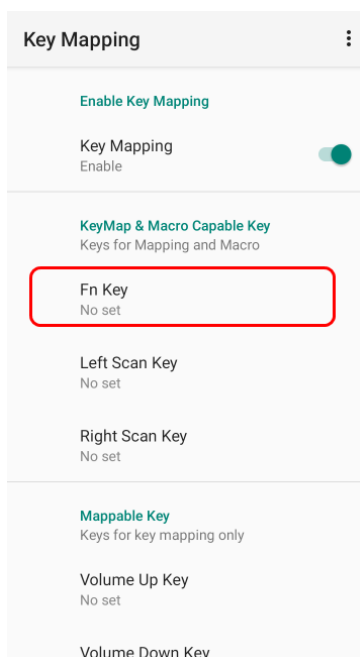 Key Mapping
Enable Key Mapping
Key Mapping
Enable
KeyMap & Macro Capable Key
Keys for Mapping and Macro
Fn Key
No set
Left Scan Key
No set
Right Scan Key
No set
Mappable Key
Keys for key mapping only
Volume Up Key
No set
Volume Down Key